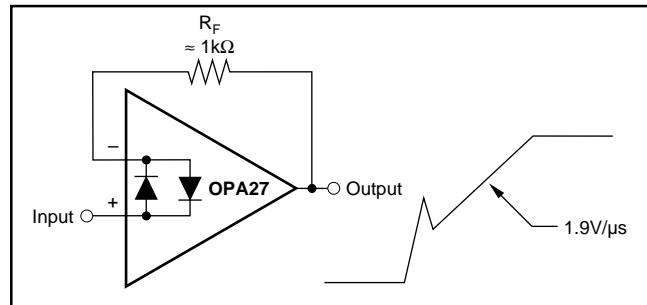 R_F
≈ 1kΩ
–
OPA27
+
Input
Output
1.9V/μs